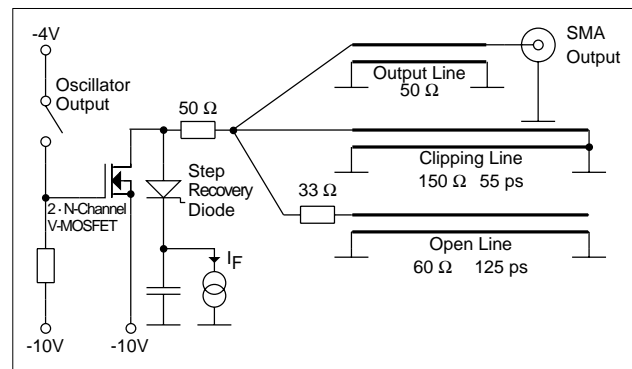 -4V
Oscillator
Output
50 Ω
SMA
Output
Output Line
50 Ω
Clipping Line
150 Ω 55 ps
Step
Recovery
Diode
33 Ω
2 · N-Channel
V-MOSFET
I_F
Open Line
60 Ω 125 ps
-10V
-10V